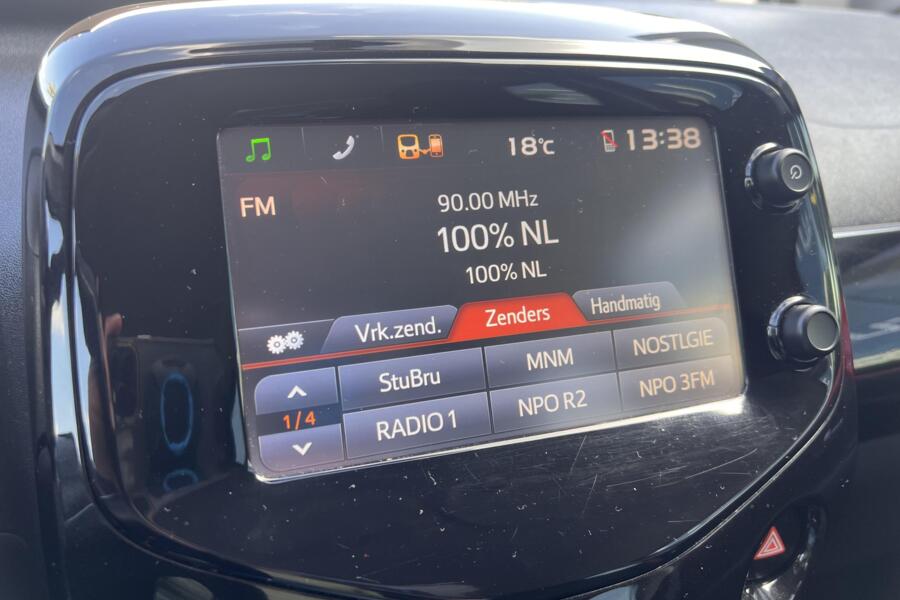 18°C
13:38
FM
90.00 MHz
100% NL
100% NL
Vrk.zend.
Zenders
Handmatig
StuBru
MNM
NOSTLGIE
1/4
RADIO 1
NPO R2
NPO 3FM